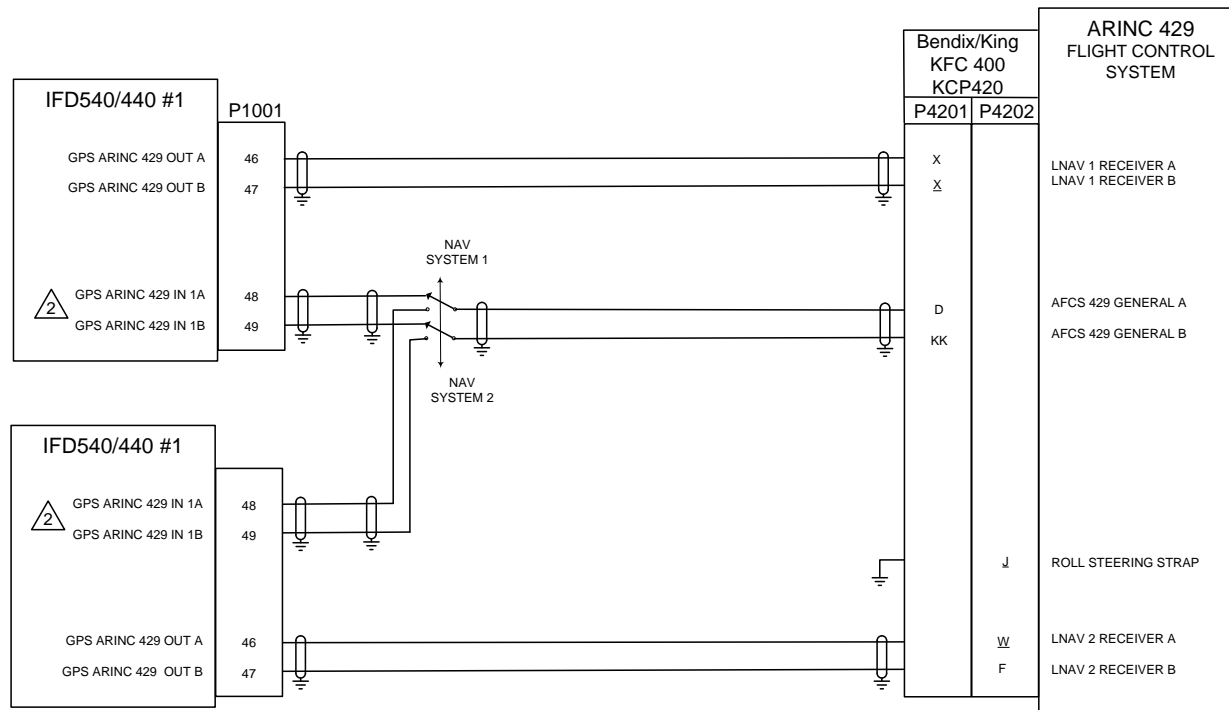 ARINC 429
FLIGHT CONTROL
SYSTEM
Bendix/King
KFC 400
KCP420
P4201 P4202
IFD540/440 #1
P1001
GPS ARINC 429 OUT A 46 X LNAV 1 RECEIVER A
GPS ARINC 429 OUT B 47 X LNAV 1 RECEIVER B
NAV
SYSTEM 1
2 GPS ARINC 429 IN 1A 48 D AFCS 429 GENERAL A
GPS ARINC 429 IN 1B 49 KK AFCS 429 GENERAL B
NAV
SYSTEM 2
IFD540/440 #1
2 GPS ARINC 429 IN 1A 48
GPS ARINC 429 IN 1B 49
J ROLL STEERING STRAP
GPS ARINC 429 OUT A 46 W LNAV 2 RECEIVER A
GPS ARINC 429 OUT B 47 F LNAV 2 RECEIVER B